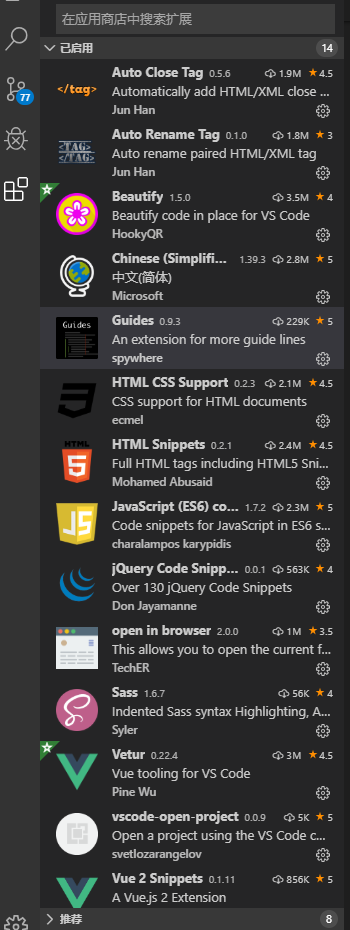 在应用商店中搜索扩展
已启用 14
</tag> Auto Close Tag 0.5.6 1.9M 4.5
Automatically add HTML/XML close ...
Jun Han
<TAG>
</TAG>
Auto Rename Tag 0.1.0 1.8M 3
Auto rename paired HTML/XML tag
Jun Han
77
Beautify 1.5.0 3.5M 4
Beautify code in place for VS Code
HookyQR
Chinese (Simplifi... 1.39.3 2.8M 5
中文(简体)
Microsoft
Guides
Guides 0.9.3 229K 5
An extension for more guide lines
spywhere
HTML CSS Support 0.2.3 2.1M 4.5
CSS support for HTML documents
ecmel
HTML
5
HTML Snippets 0.2.1 2.4M 4.5
Full HTML tags including HTML5 Sni...
Mohamed Abusaid
JS
JavaScript (ES6) co... 1.7.2 2.3M 5
Code snippets for JavaScript in ES6 s...
charalampos karypidis
jQuery Code Snipp... 0.0.1 563K 4
Over 130 jQuery Code Snippets
Don Jayamanne
open in browser 2.0.0 1M 3.5
This allows you to open the current f...
TechER
Sass 1.6.7 56K 4
Indented Sass syntax Highlighting, A...
Syler
Vetur 0.22.4 3M 4.5
Vue tooling for VS Code
Pine Wu
vscode-open-project 0.0.9 5K 5
Open a project using the VS Code c...
svetlozarangelov
Vue 2 Snippets 0.1.11 856K 5
A Vue.js 2 Extension
推荐 8